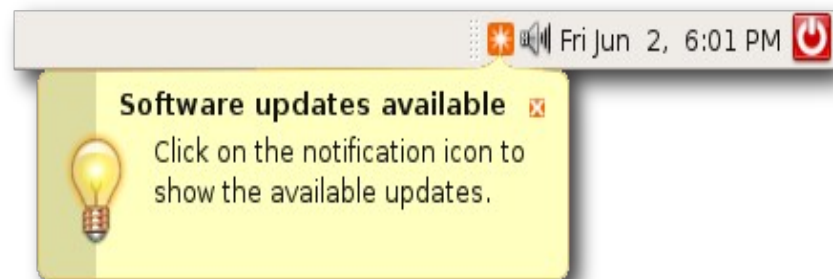 Fri Jun 2, 6:01 PM
Software updates available
Click on the notification icon to
show the available updates.